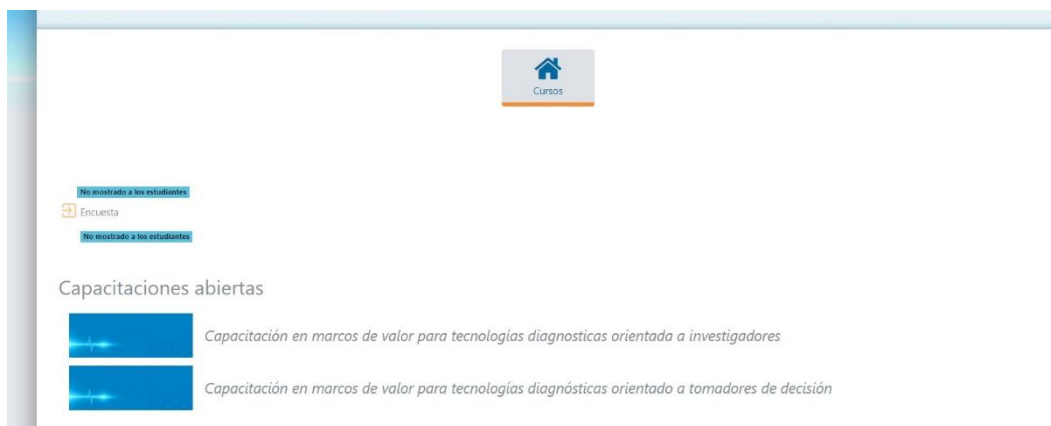 Cursos
No mostrado a los estudiantes
Encuesta
No mostrado a los estudiantes
Capacitaciones abiertas
Capacitación en marcos de valor para tecnologías diagnosticas orientada a investigadores
Capacitación en marcos de valor para tecnologías diagnósticas orientado a tomadores de decisión